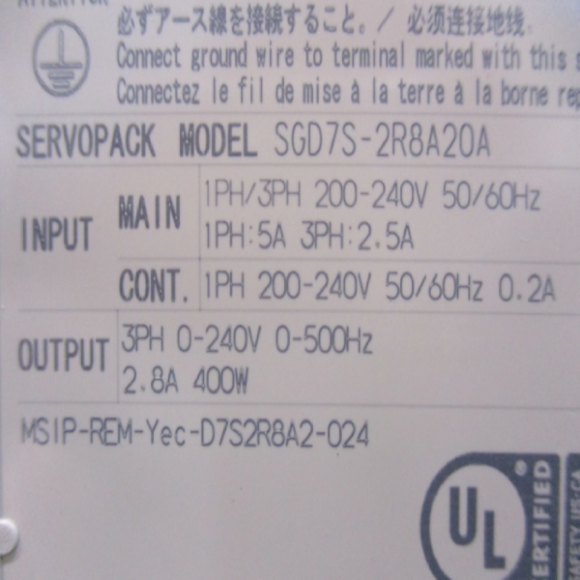 必ずアース線を接続すること。/ 必须连接地线
Connect ground wire to terminal marked with this
Connectez le fil de mise à la terre à la borne
SERVOPACK MODEL SGD7S-2R8A20A
INPUT
MAIN
1PH/3PH 200-240V 50/60Hz
1PH:5A 3PH:2.5A
CONT.
1PH 200-240V 50/60Hz 0.2A
OUTPUT
3PH 0-240V 0-500Hz
2.8A 400W
MSIP-REM-Yec-D7S2R8A2-024
UL
®